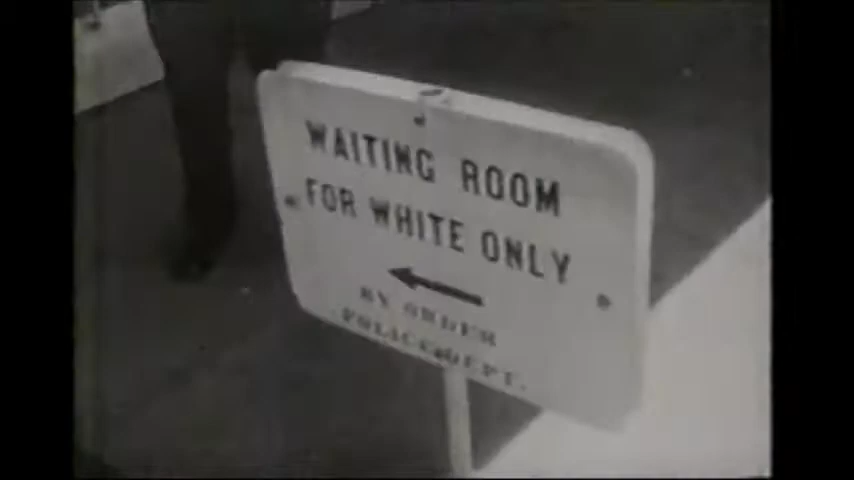 WAITING ROOM
FOR WHITE ONLY
BY ORDER
POLICE DEPT.